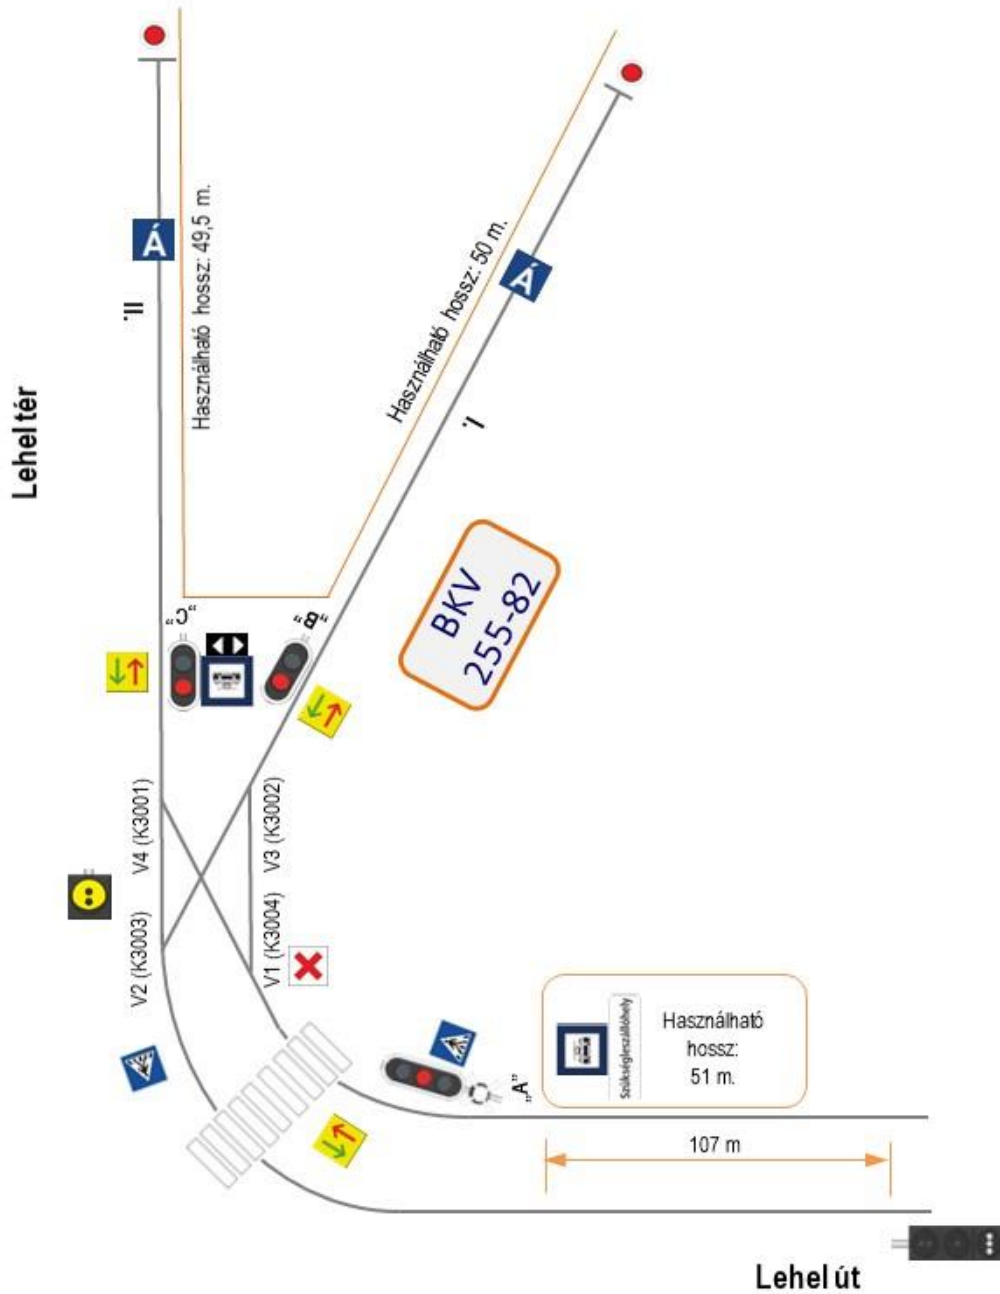 Lehel tér
II.
Á
Használható hossz: 49,5 m.
Használható hossz: 50 m.
Á
I.
„C”
„B”
BKV
255-82
V4 (K3001)
V3 (K3002)
V2 (K3003)
V1 (K3004)
„A”
Szükségleszállóhely
Használható
hossz:
51 m.
107 m
Lehel út